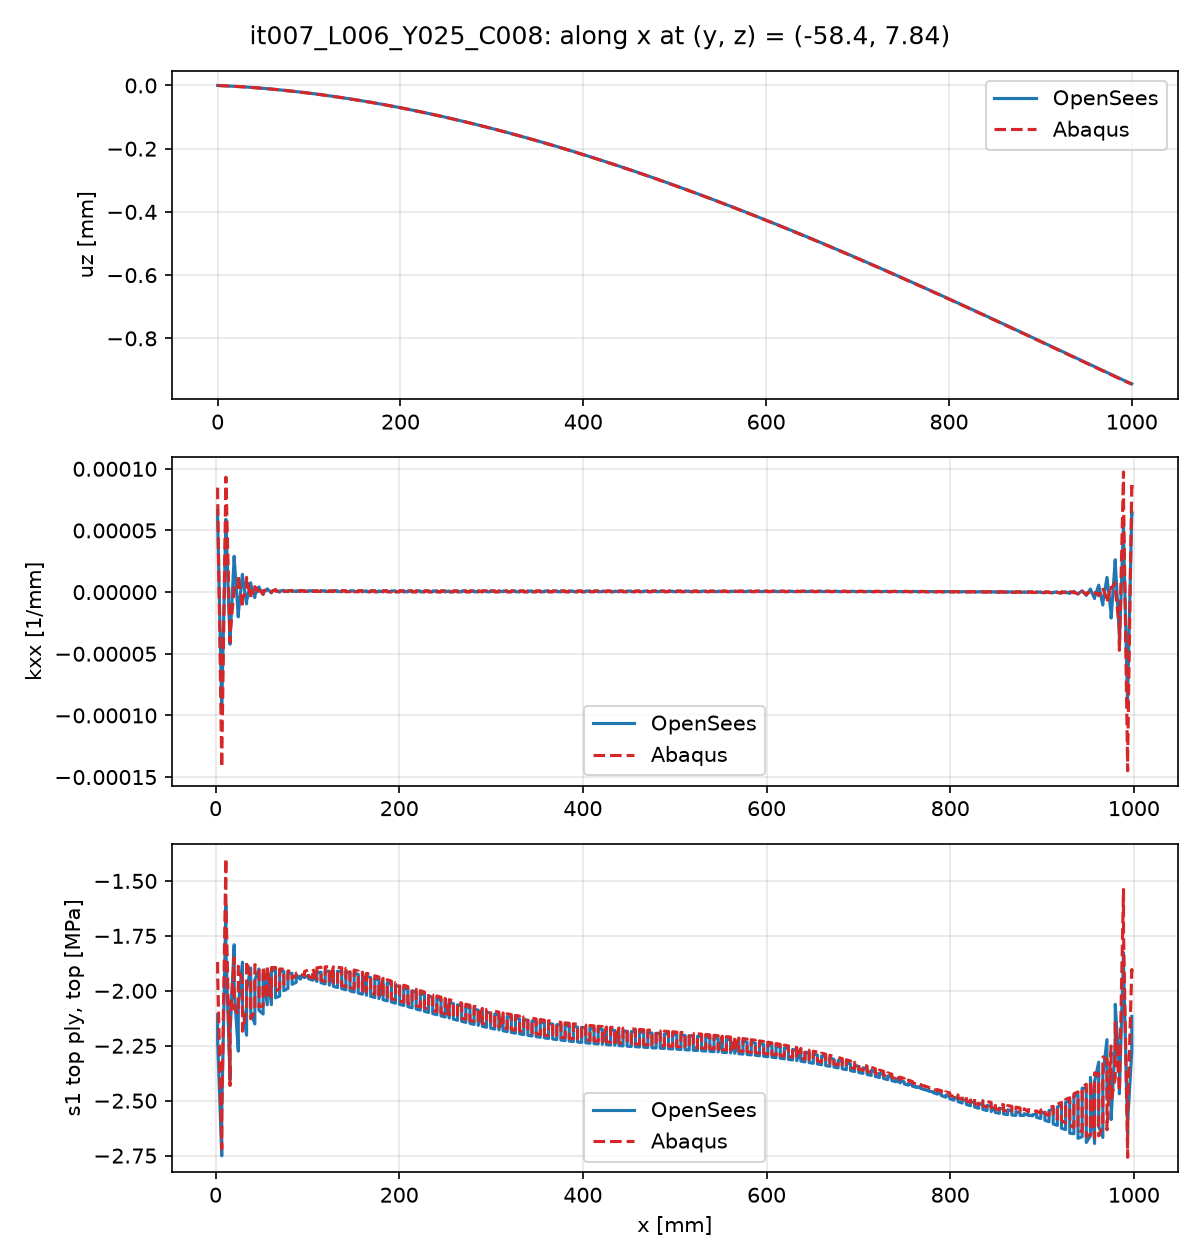 it007_L006_Y025_C008: along x at (y, z) = (-58.4, 7.84)
uz [mm]
0.0
−0.2
−0.4
−0.6
−0.8
OpenSees
Abaqus
0 200 400 600 800 1000
kxx [1/mm]
0.00010
0.00005
0.00000
−0.00005
−0.00010
−0.00015
OpenSees
Abaqus
0 200 400 600 800 1000
s1 top ply, top [MPa]
−1.50
−1.75
−2.00
−2.25
−2.50
−2.75
OpenSees
Abaqus
0 200 400 600 800 1000
x [mm]